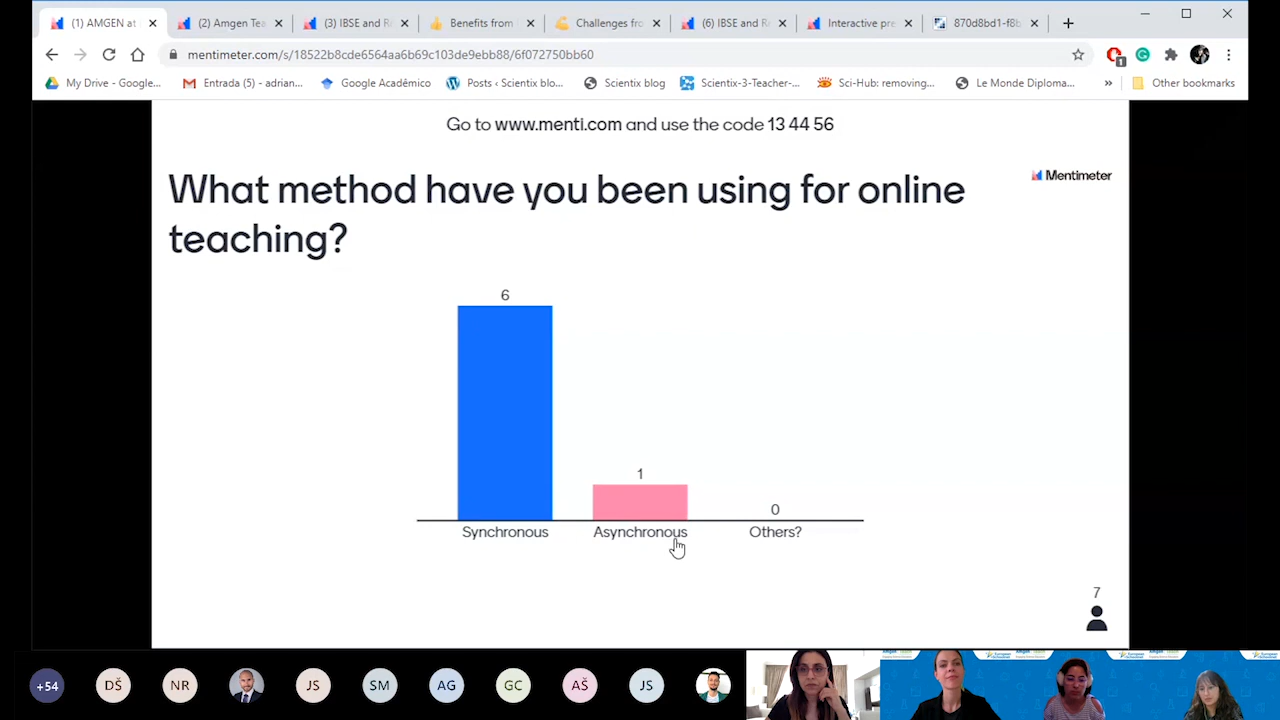 (1) AMGEN at
(2) Amgen Tea
(3) IBSE and Ra
Benefits from
Challenges fro
(6) IBSE and Ra
Interactive pre
870d8bd1-f8b
mentimeter.com/s/18522b8cde6564aa6b69c103de9ebb88/6f072750bb60
1
My Drive - Google...
Entrada (5) - adrian...
Google Acadêmico
Posts ‹ Scientix blo...
Scientix blog
Scientix-3-Teacher-...
Sci-Hub: removing...
Le Monde Diploma...
»
Other bookmarks
Go to www.menti.com and use the code 13 44 56
What method have you been using for online
teaching?
Mentimeter
6
1
0
Synchronous
Asynchronous
Others?
7
+54
DŠ
NR
JS
SM
AG
GC
AŠ
JS